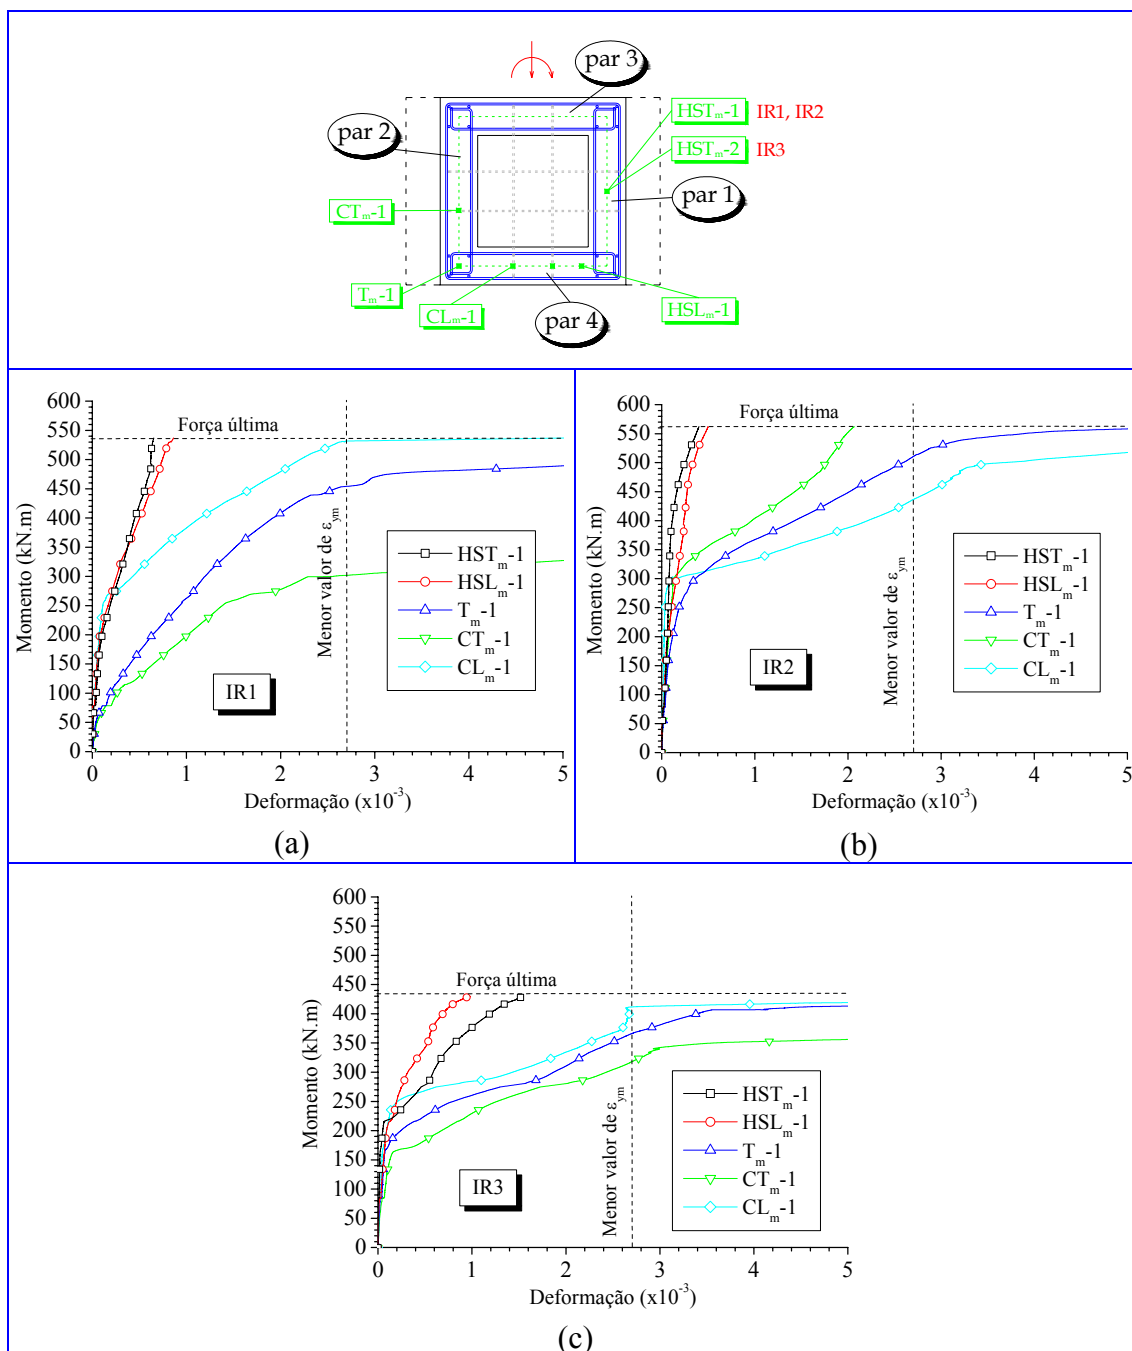 par 3
HSTm-1 IR1, IR2
par 2
HSTm-2 IR3
par 1
CTm-1
Tm-1
CLm-1
par 4
HSLm-1
600
550
500
450
400
350
300
250
200
150
100
50
0
Momento (kN.m)
Força última
Menor valor de εym
HSTm-1
HSLm-1
Tm-1
CTm-1
CLm-1
IR1
0 1 2 3 4 5
Deformação (x10-3)
(a)
600
550
500
450
400
350
300
250
200
150
100
50
0
Momento (kN.m)
Força última
Menor valor de εym
HSTm-1
HSLm-1
Tm-1
CTm-1
CLm-1
IR2
0 1 2 3 4 5
Deformação (x10-3)
(b)
600
550
500
450
400
350
300
250
200
150
100
50
0
Momento (kN.m)
Força última
Menor valor de εym
HSTm-1
HSLm-1
Tm-1
CTm-1
CLm-1
IR3
0 1 2 3 4 5
Deformação (x10-3)
(c)